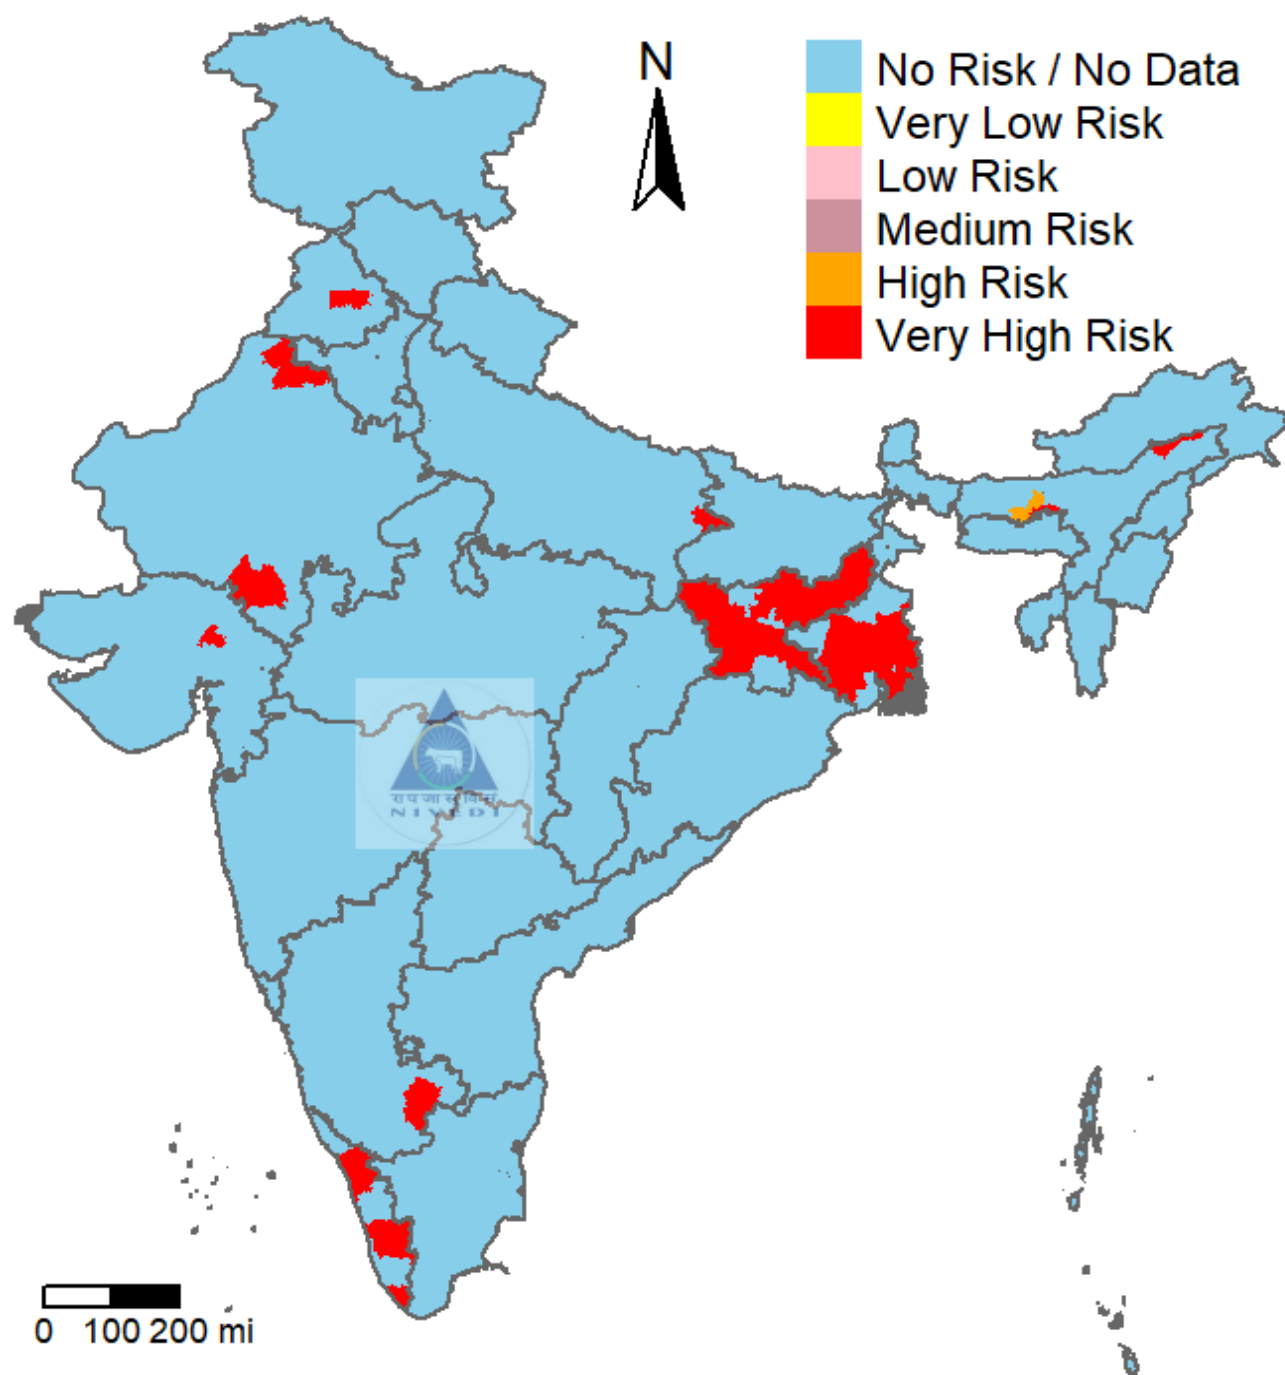 N
No Risk / No Data
Very Low Risk
Low Risk
Medium Risk
High Risk
Very High Risk
NIVEDI
0 100 200 mi